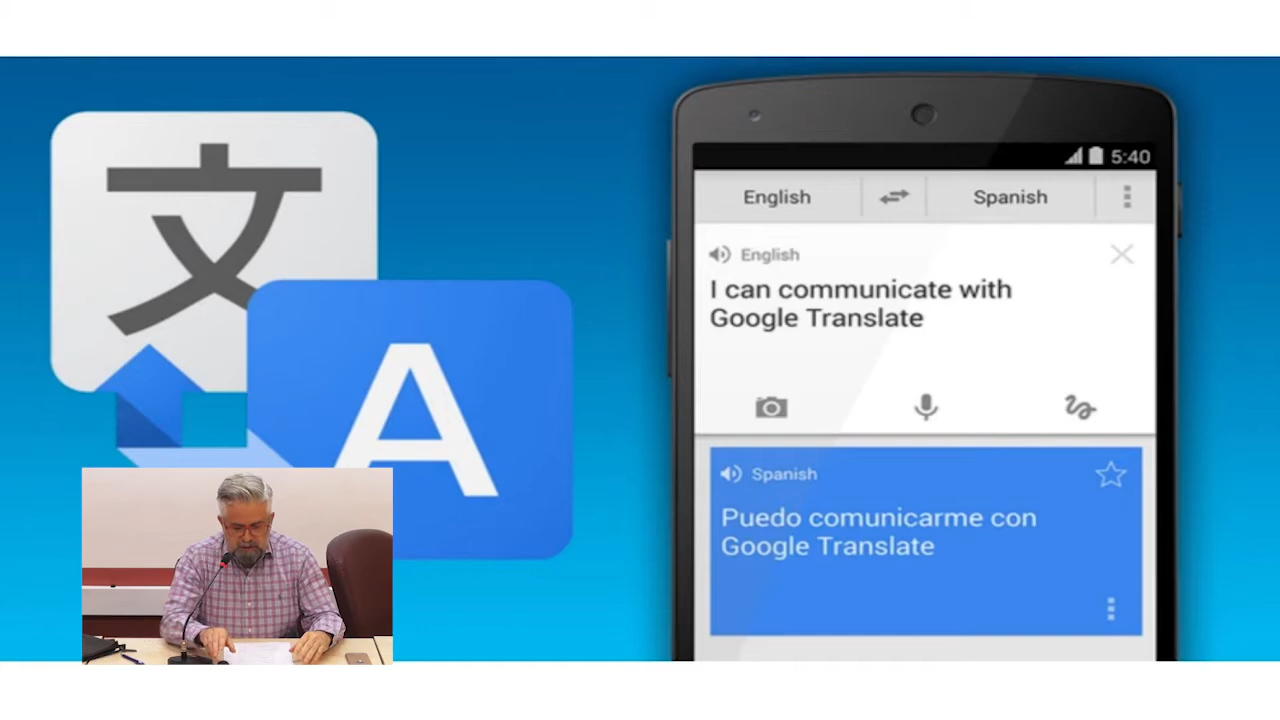 文
A
5:40
English
Spanish
English
I can communicate with
Google Translate
Spanish
Puedo comunicarme con
Google Translate